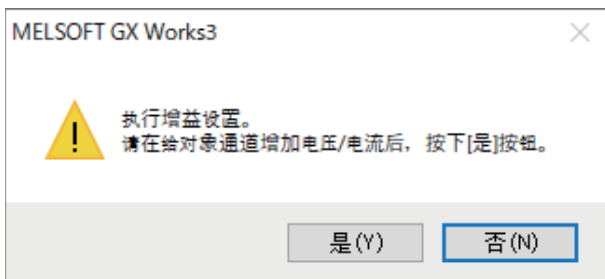 MELSOFT GX Works3
执行增益设置。
请在给对象通道增加电压/电流后，按下[是]按钮。
是(Y)
否(N)